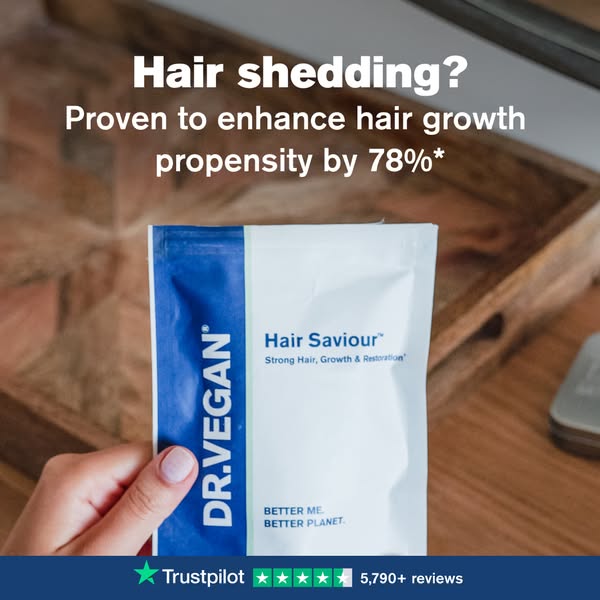 Hair shedding?
Proven to enhance hair growth
propensity by 78%*
DR.VEGAN®
Hair Saviour™
Strong Hair, Growth & Restoration†
BETTER ME.
BETTER PLANET.
Trustpilot
5,790+ reviews